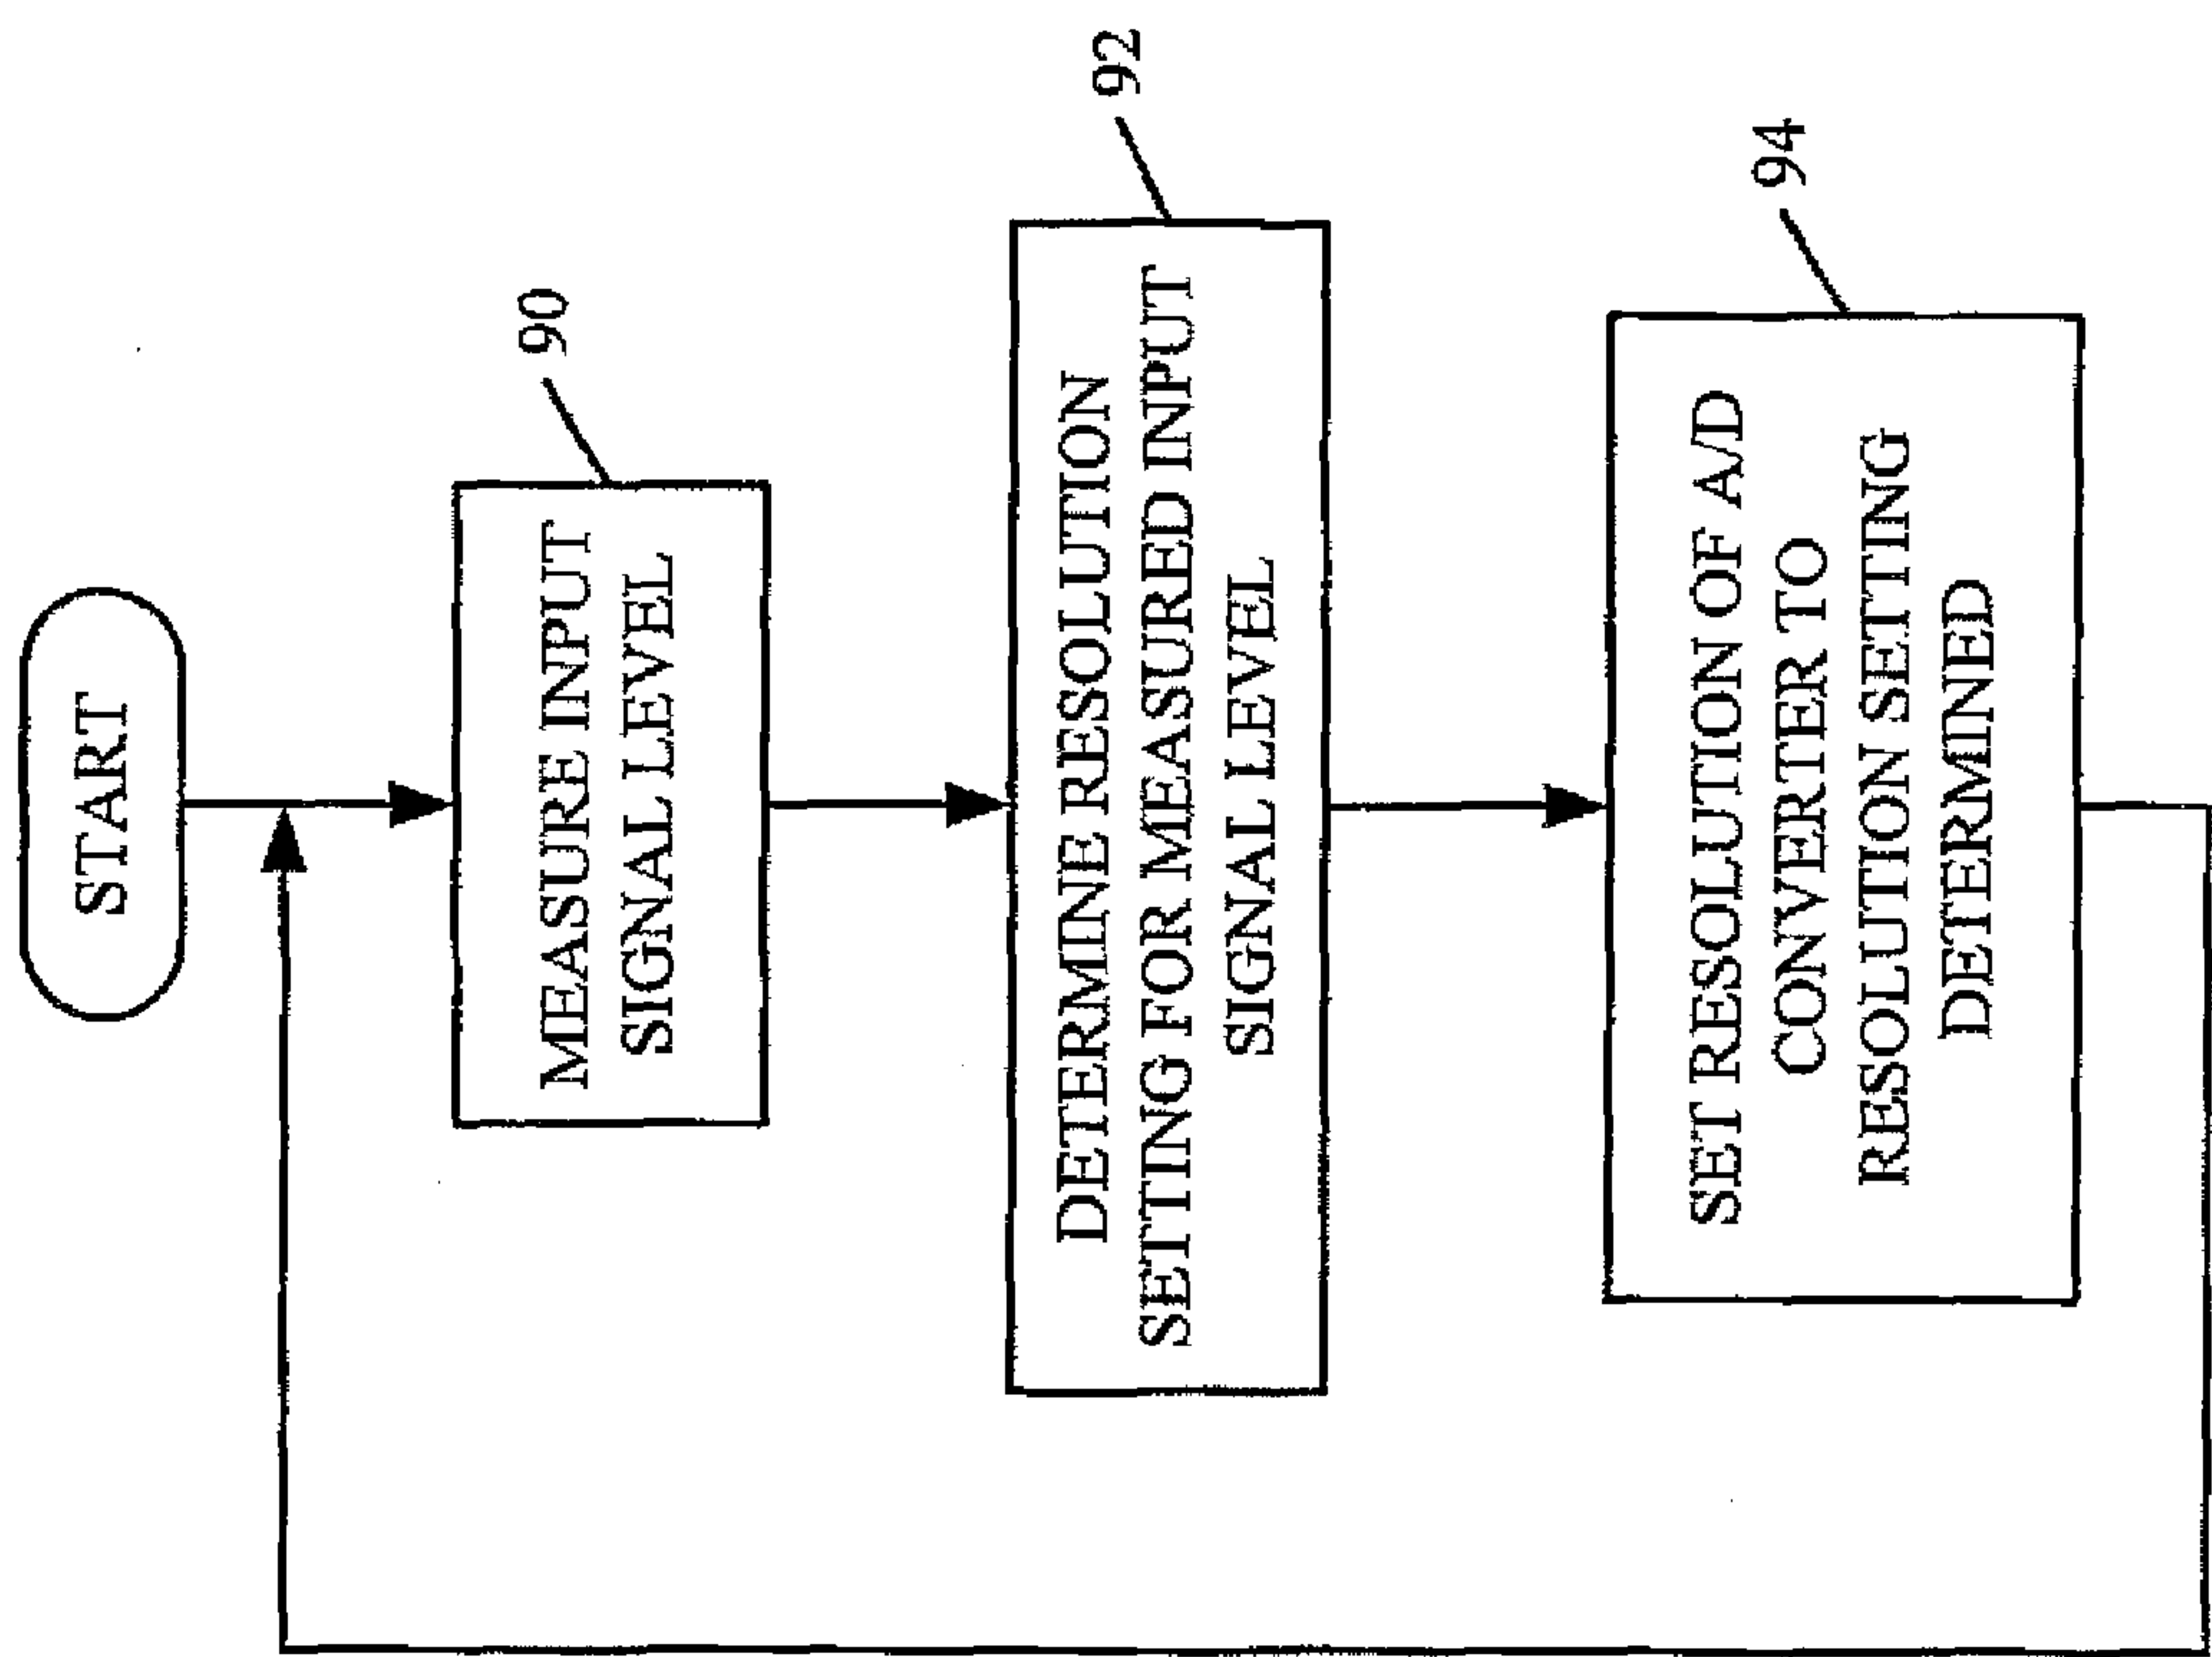 START
MEASURE INPUT
SIGNAL LEVEL
90
DETERMINE RESOLUTION
SETTING FOR MEASURED INPUT
SIGNAL LEVEL
92
SET RESOLUTION OF A/D
CONVERTER TO
RESOLUTION SETTING
DETERMINED
94